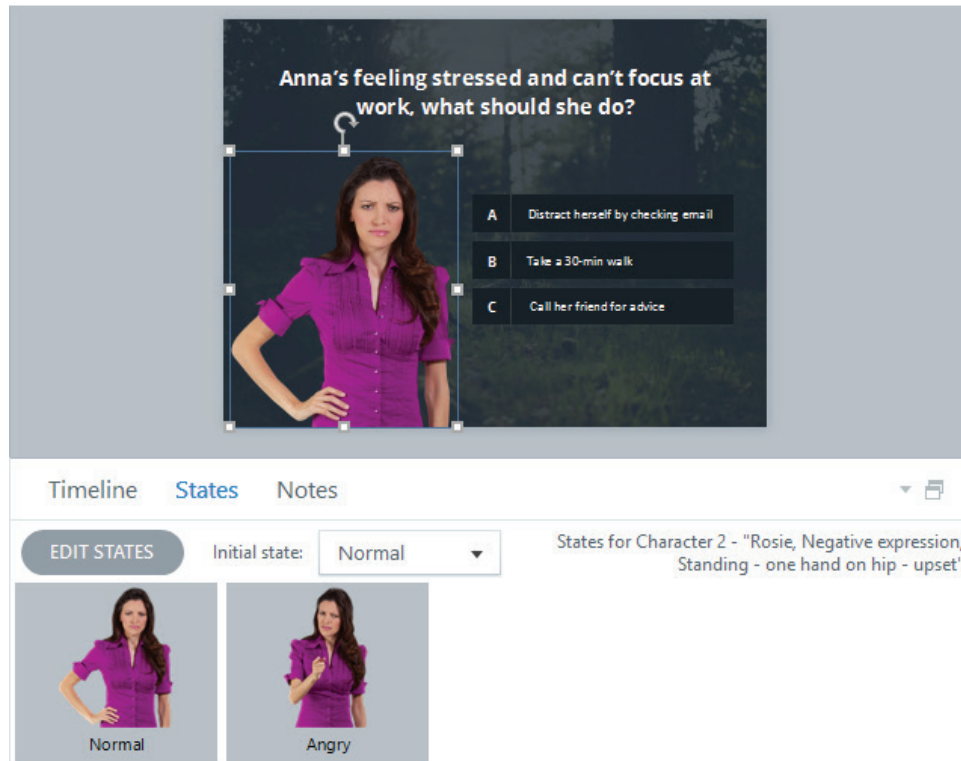 Anna's feeling stressed and can't focus at
work, what should she do?
A Distract herself by checking email
B Take a 30-min walk
C Call her friend for advice
Timeline States Notes
EDIT STATES Initial state: Normal States for Character 2 - "Rosie, Negative expression,
Standing - one hand on hip - upset"
Normal Angry